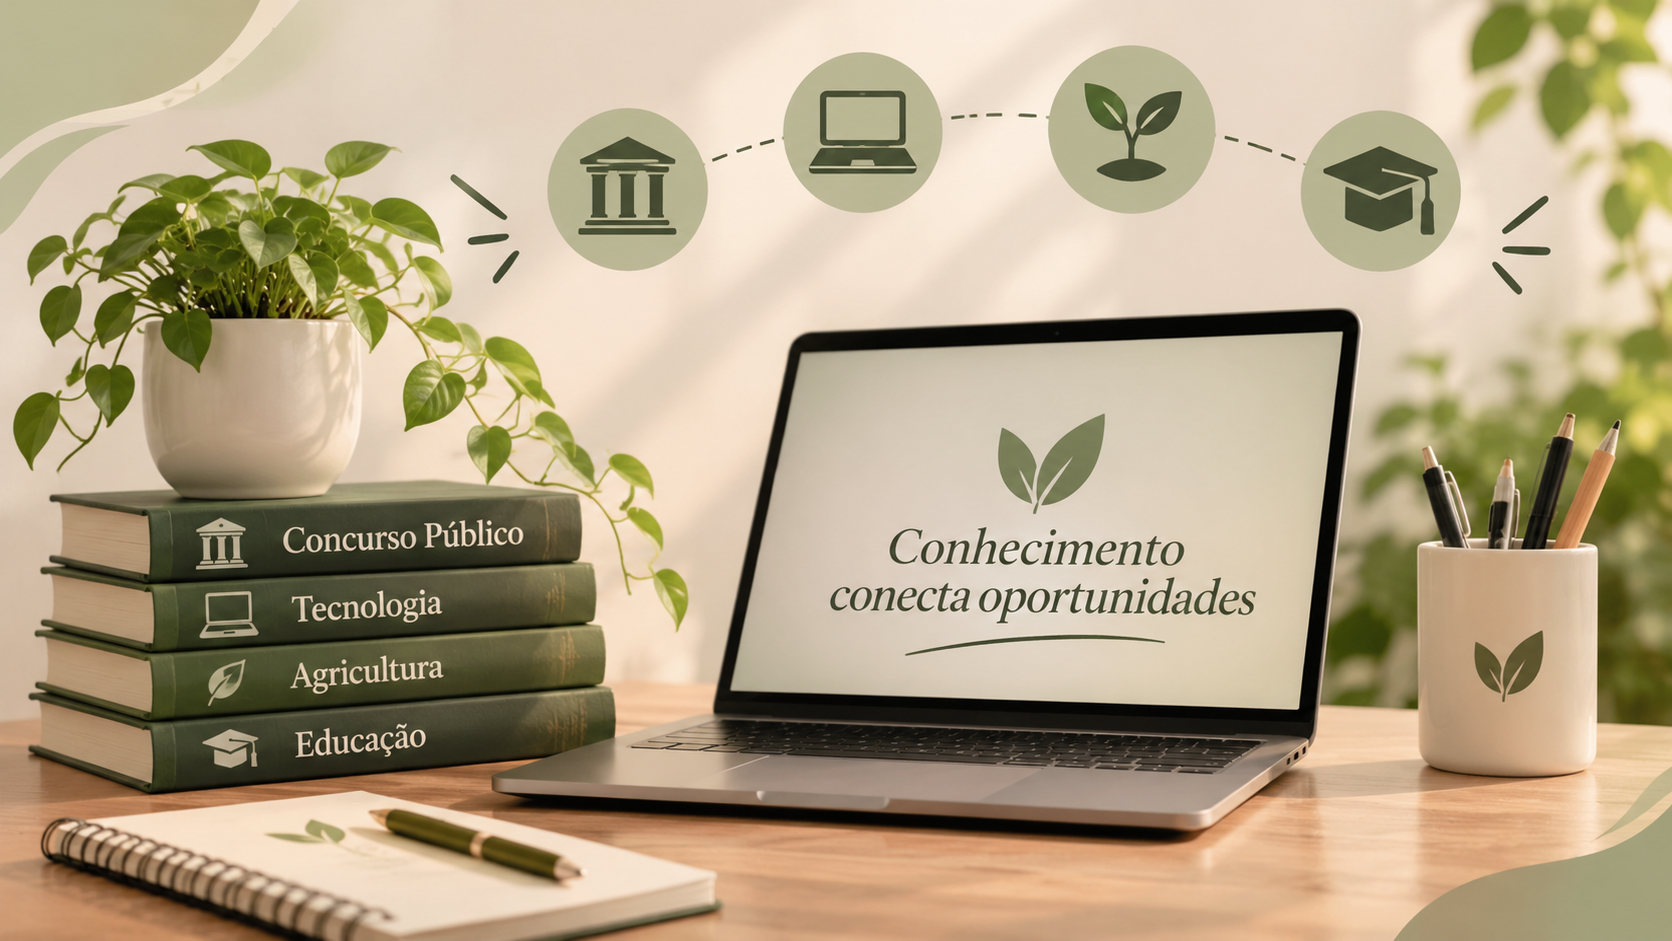 Concurso Público
Tecnologia
Agricultura
Educação
Conhecimento
conecta oportunidades